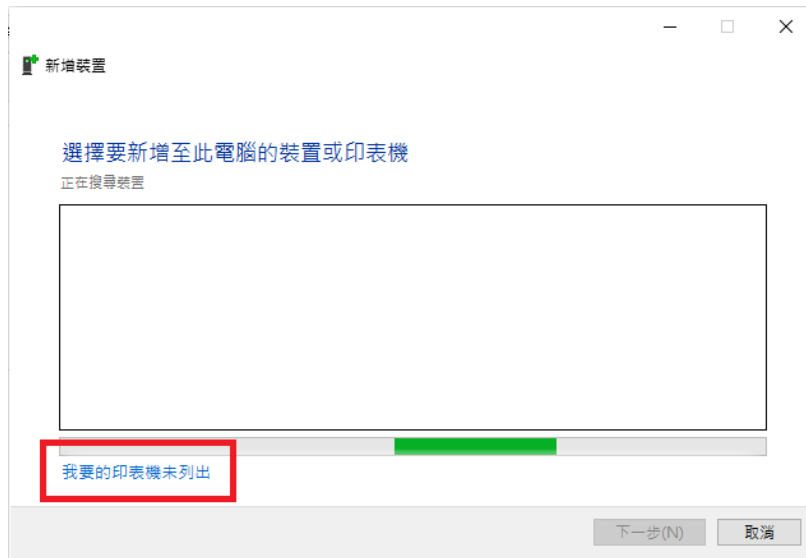 新增裝置
選擇要新增至此電腦的裝置或印表機
正在搜尋裝置
我要的印表機未列出
下一步(N)
取消